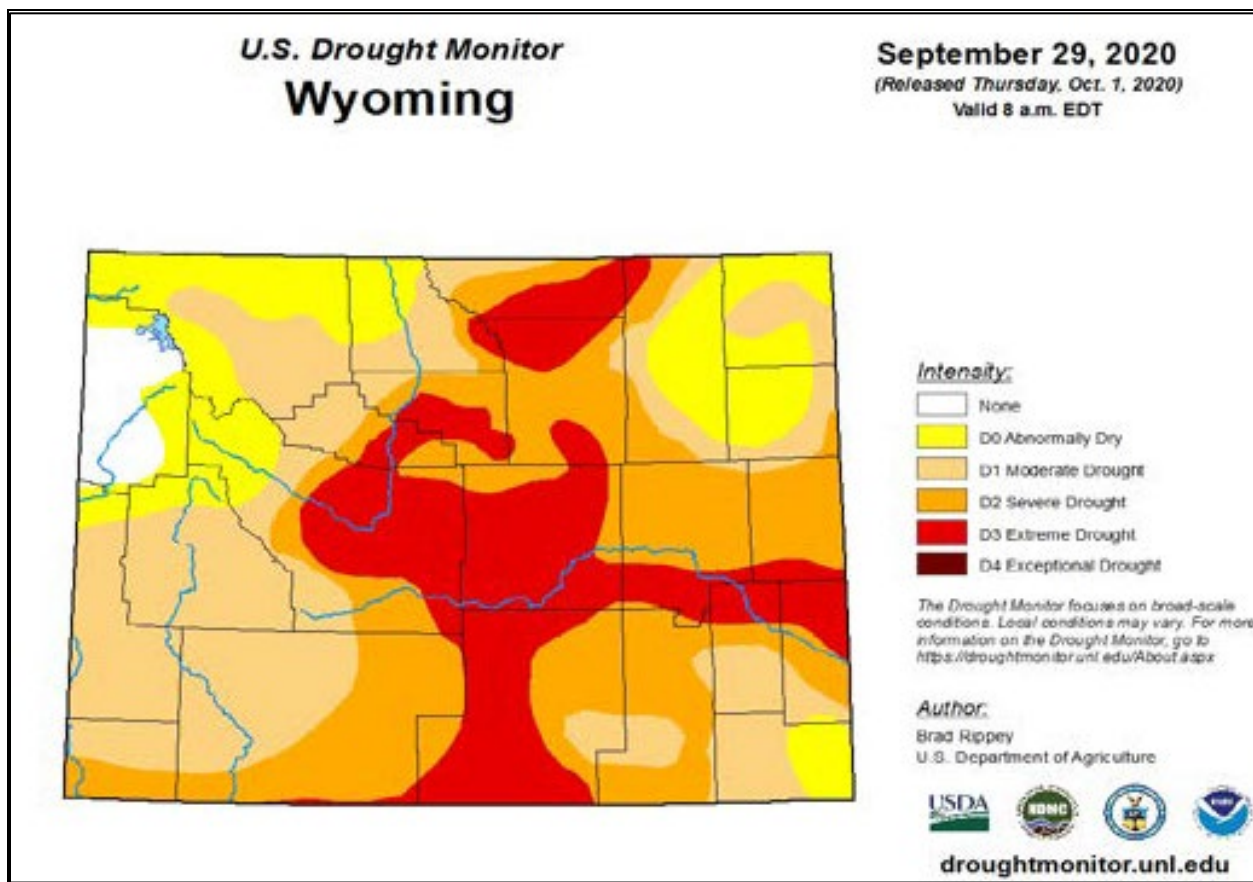 U.S. Drought Monitor
Wyoming
September 29, 2020
(Released Thursday, Oct. 1, 2020)
Valid 8 a.m. EDT
Intensity:
None
D0 Abnormally Dry
D1 Moderate Drought
D2 Severe Drought
D3 Extreme Drought
D4 Exceptional Drought
The Drought Monitor focuses on broad-scale
conditions. Local conditions may vary. For more
information on the Drought Monitor, go to
https://droughtmonitor.unl.edu/About.aspx
Author:
Brad Rippey
U.S. Department of Agriculture
USDA
NDMC
droughtmonitor.unl.edu